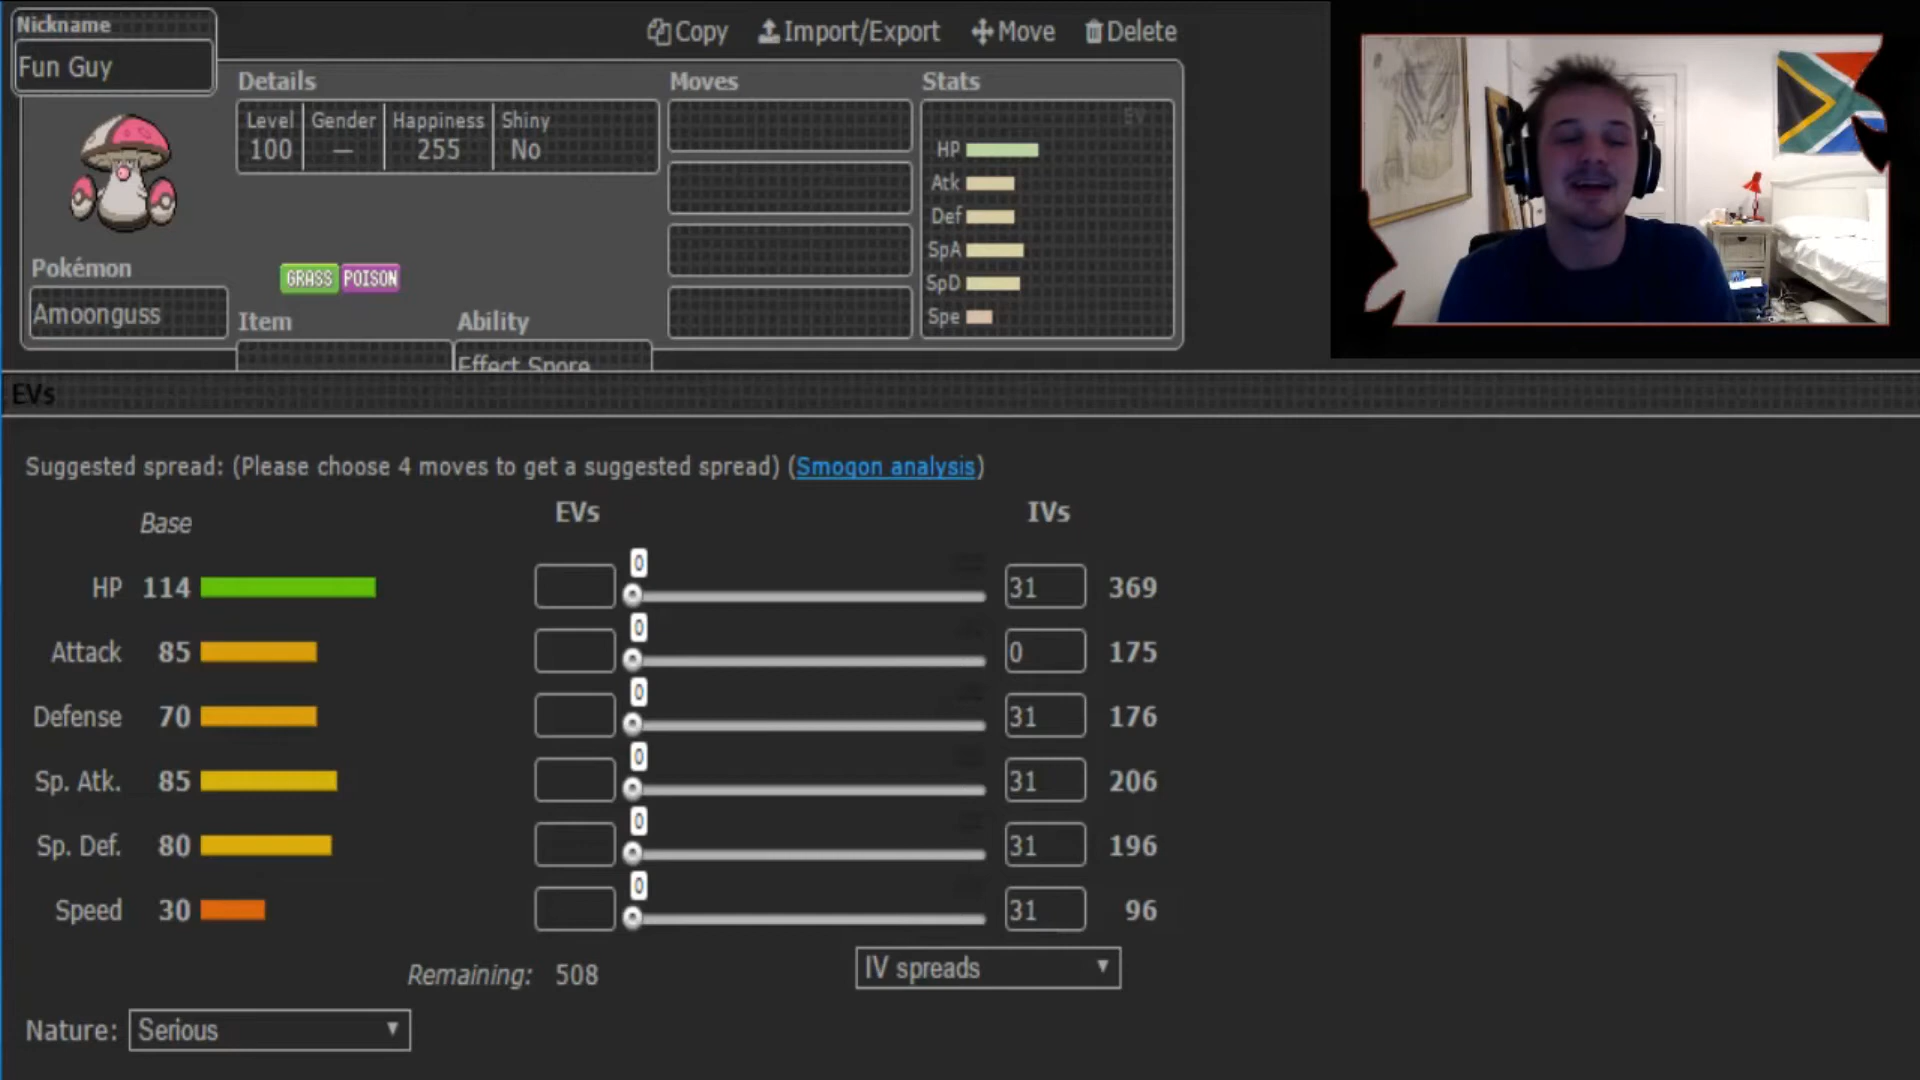 Nickname
Fun Guy
Copy Import/Export Move Delete
Details
Level Gender Happiness Shiny
100 — 255 No
Moves
Stats
EV
HP
Atk
Def
SpA
SpD
Spe
Pokémon
Amoonguss
GRASS POISON
Item
Ability
Effect Spore
EVs
Suggested spread: (Please choose 4 moves to get a suggested spread) (Smogon analysis)
Base EVs IVs
HP 114 0 31 369
Attack 85 0 0 175
Defense 70 0 31 176
Sp. Atk. 85 0 31 206
Sp. Def. 80 0 31 196
Speed 30 0 31 96
Remaining: 508 IV spreads
Nature: Serious